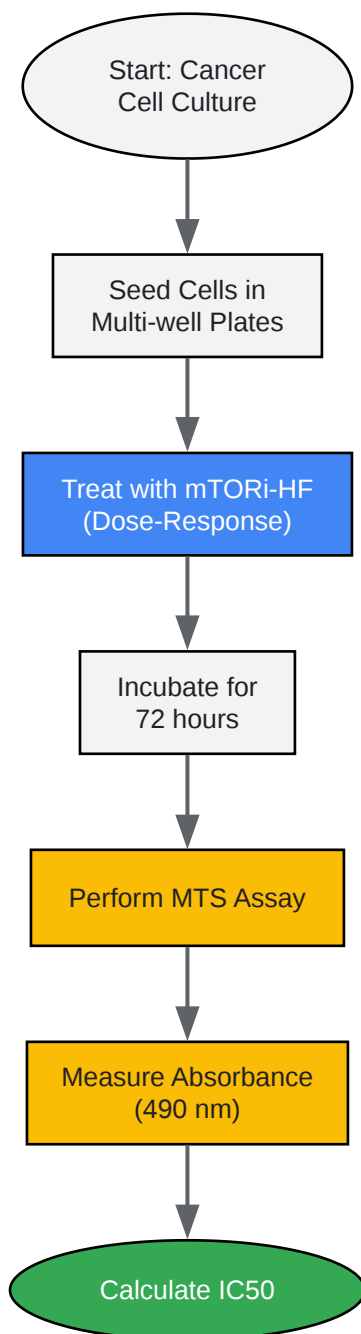 Start: Cancer
Cell Culture
Seed Cells in
Multi-well Plates
Treat with mTORi-HF
(Dose-Response)
Incubate for
72 hours
Perform MTS Assay
Measure Absorbance
(490 nm)
Calculate IC50